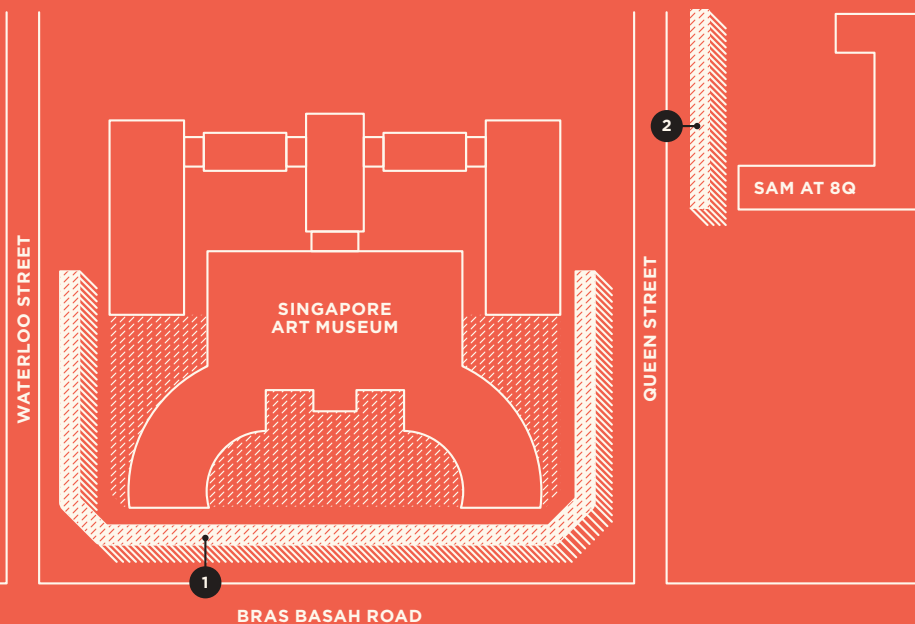 2
SAM AT 8Q
WATERLOO STREET
QUEEN STREET
SINGAPORE
ART MUSEUM
1
BRAS BASAH ROAD